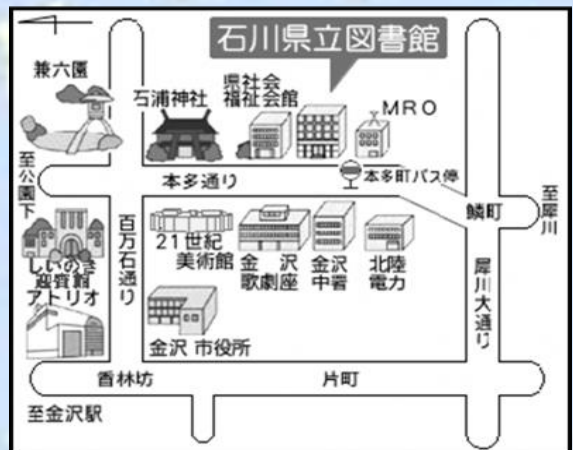 石川県立図書館
兼六園
石浦神社
県社会
福祉会館
MRO
至公園下
本多通り
本多町バス停
鱗町
至犀川
百万石通り
21世紀
美術館
金沢
歌劇座
金沢
中署
北陸
電力
しいのき
迎賓館
アトリオ
犀川大通り
金沢市役所
香林坊
片町
至金沢駅